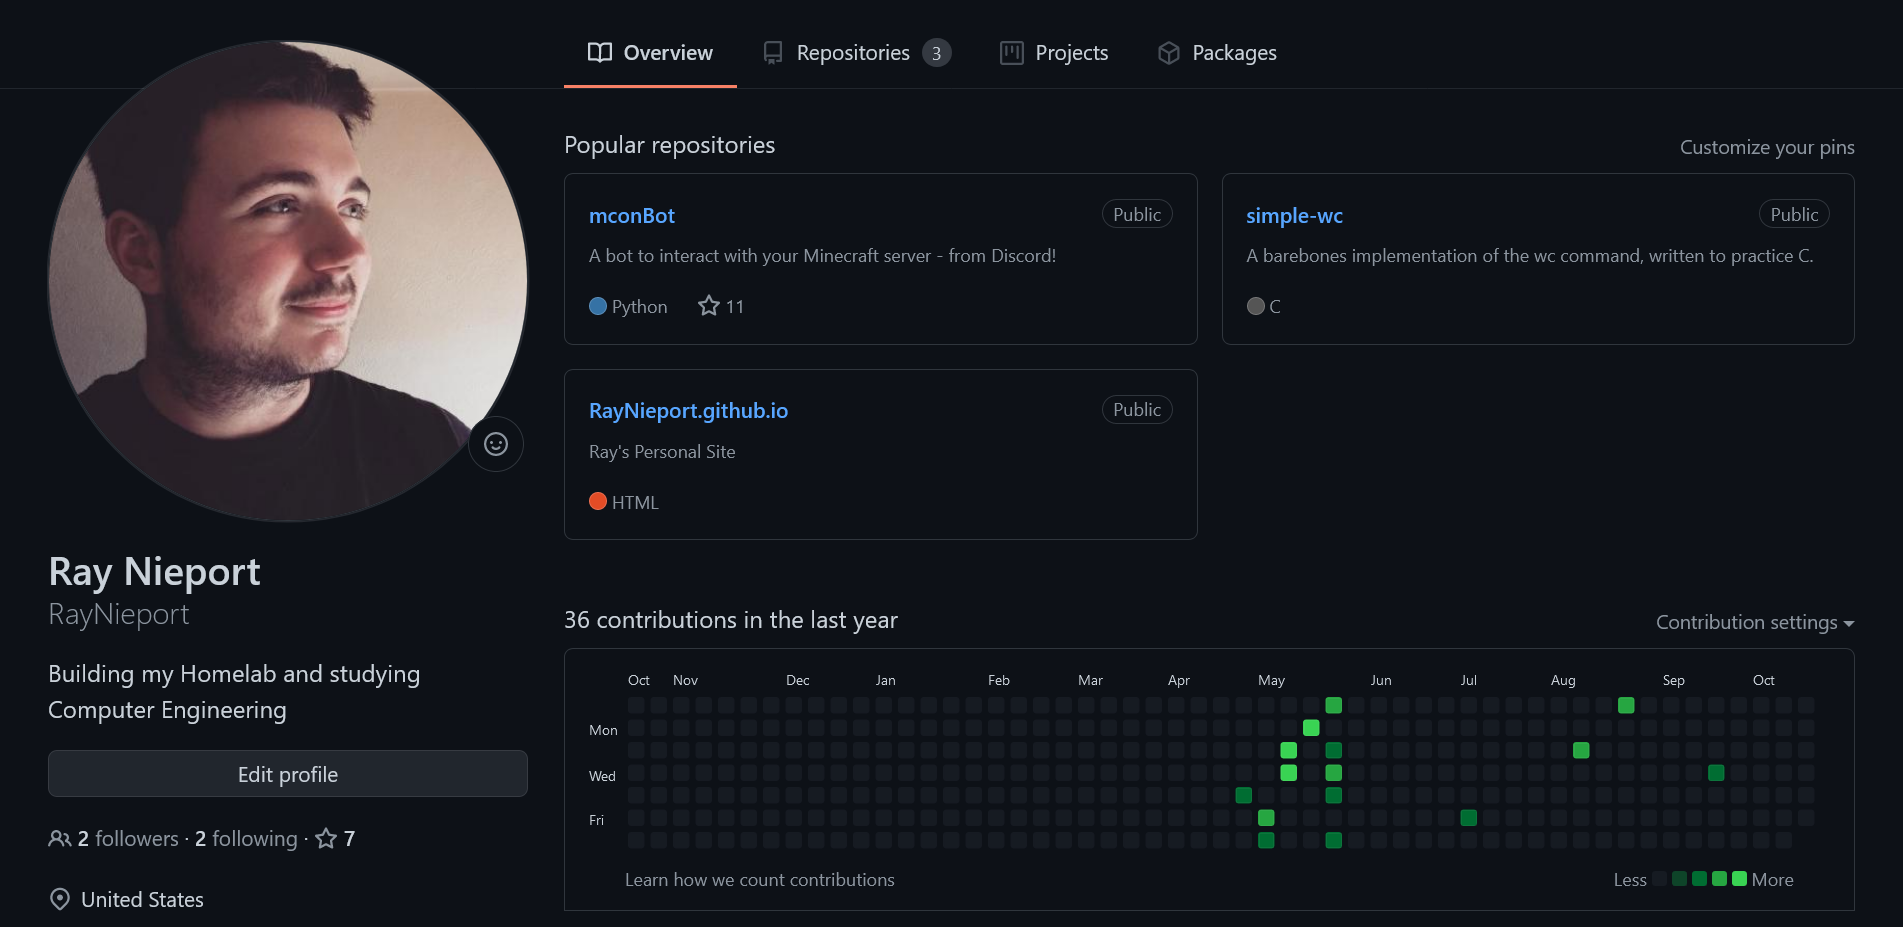 Overview
Repositories 3
Projects
Packages
Popular repositories
Customize your pins
mconBot
Public
A bot to interact with your Minecraft server - from Discord!
Python
11
simple-wc
Public
A barebones implementation of the wc command, written to practice C.
C
RayNieport.github.io
Public
Ray's Personal Site
HTML
Ray Nieport
RayNieport
Building my Homelab and studying
Computer Engineering
Edit profile
2 followers · 2 following · 7
United States
36 contributions in the last year
Contribution settings
Oct Nov Dec Jan Feb Mar Apr May Jun Jul Aug Sep Oct
Mon
Wed
Fri
Learn how we count contributions
Less More